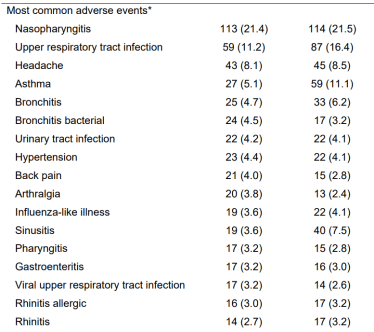 Most common adverse events*
Nasopharyngitis 113 (21.4) 114 (21.5)
Upper respiratory tract infection 59 (11.2) 87 (16.4)
Headache 43 (8.1) 45 (8.5)
Asthma 27 (5.1) 59 (11.1)
Bronchitis 25 (4.7) 33 (6.2)
Bronchitis bacterial 24 (4.5) 17 (3.2)
Urinary tract infection 22 (4.2) 22 (4.1)
Hypertension 23 (4.4) 22 (4.1)
Back pain 21 (4.0) 15 (2.8)
Arthralgia 20 (3.8) 13 (2.4)
Influenza-like illness 19 (3.6) 22 (4.1)
Sinusitis 19 (3.6) 40 (7.5)
Pharyngitis 17 (3.2) 15 (2.8)
Gastroenteritis 17 (3.2) 16 (3.0)
Viral upper respiratory tract infection 17 (3.2) 14 (2.6)
Rhinitis allergic 16 (3.0) 17 (3.2)
Rhinitis 14 (2.7) 17 (3.2)